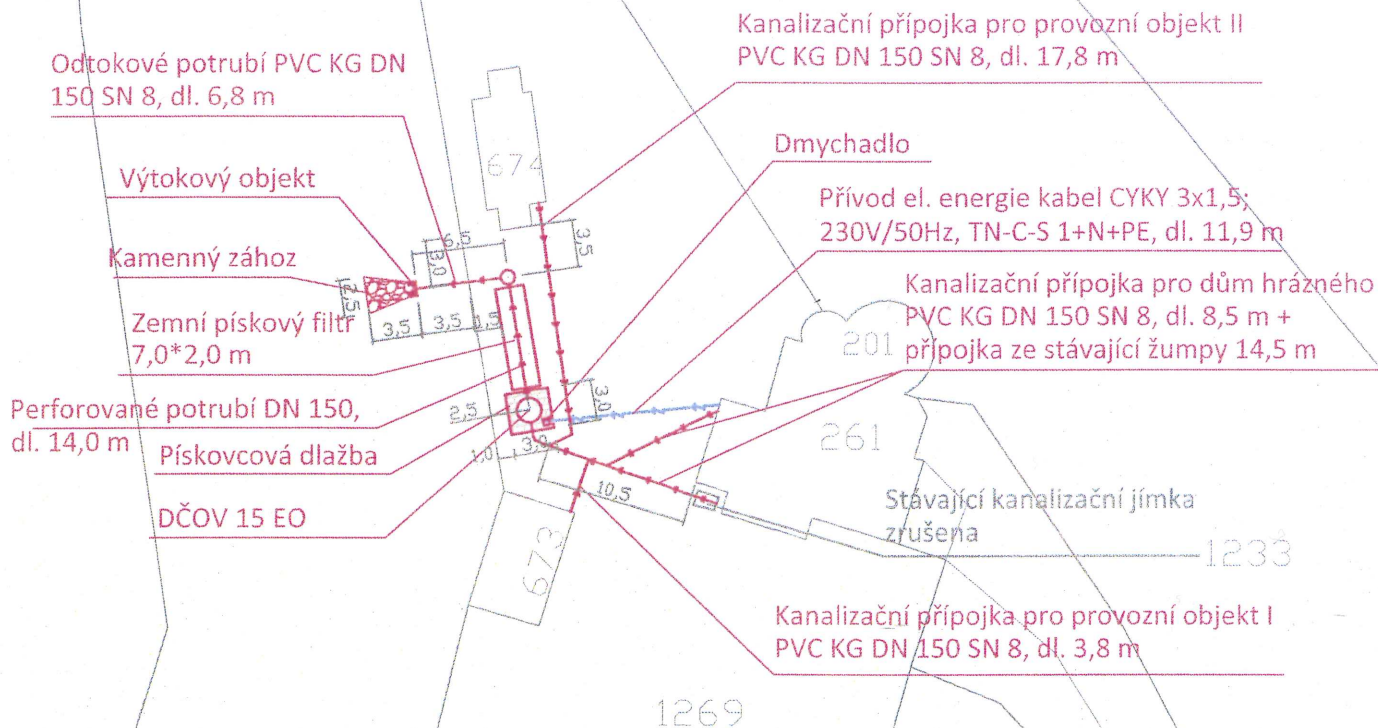 Kanalizační přípojka pro provozní objekt II
PVC KG DN 150 SN 8, dl. 17,8 m
Odtokové potrubí PVC KG DN
150 SN 8, dl. 6,8 m
Dmychadlo
674
Výtokový objekt
Přívod el. energie kabel CYKY 3x1,5;
230V/50Hz, TN-C-S 1+N+PE, dl. 11,9 m
6,5
3,5
3,0
Kamenný zához
2,5
3,5
3,5
1,5
Kanalizační přípojka pro dům hrázného
PVC KG DN 150 SN 8, dl. 8,5 m +
přípojka ze stávající žumpy 14,5 m
Zemní pískový filtr
7,0*2,0 m
201
Perforované potrubí DN 150,
dl. 14,0 m
2,5
3,0
261
Pískovcová dlažba
1,0
3,0
10,5
DČOV 15 EO
Stávající kanalizační jímka
zrušena
1233
673
Kanalizační přípojka pro provozní objekt I
PVC KG DN 150 SN 8, dl. 3,8 m
1269